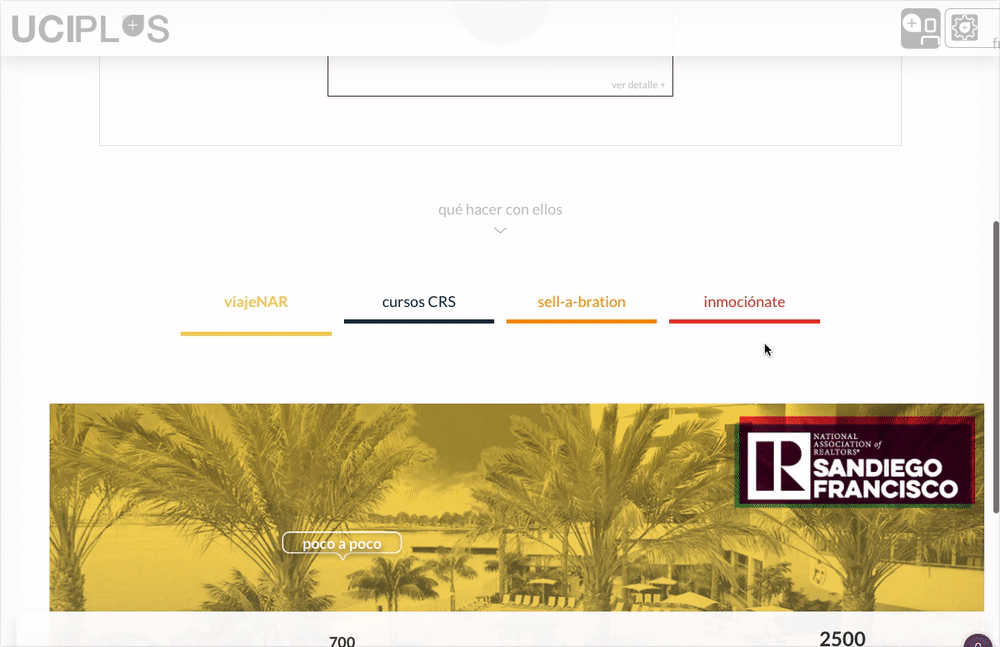 UCIPLUS
ver detalle +
qué hacer con ellos
viajeNAR
cursos CRS
sell-a-bration
inmociónate
NATIONAL
ASSOCIATION of
REALTORS®
SANDIEGO
FRANCISCO
poco a poco
700
2500